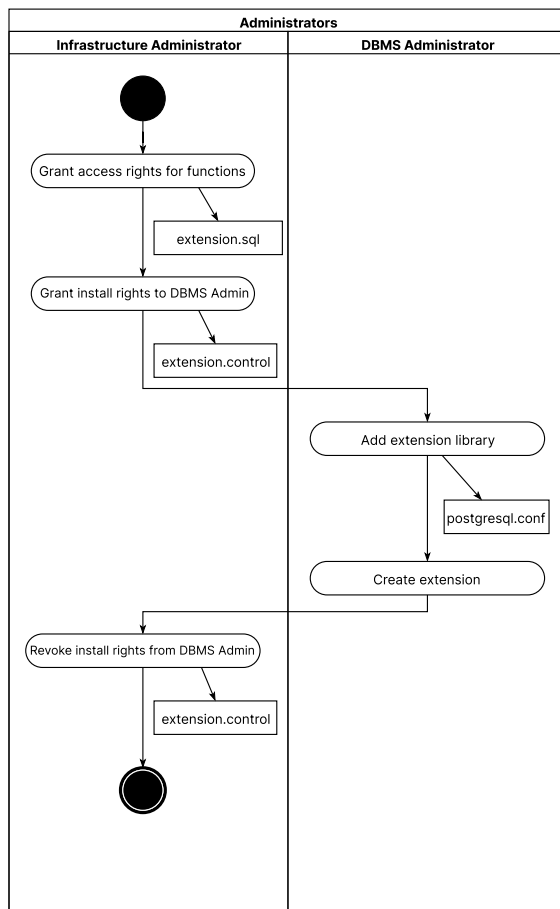 Administrators
Infrastructure Administrator
DBMS Administrator
Grant access rights for functions
extension.sql
Grant install rights to DBMS Admin
extension.control
Add extension library
postgresql.conf
Create extension
Revoke install rights from DBMS Admin
extension.control